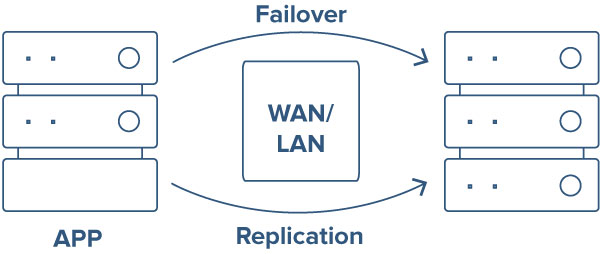 Failover
WAN/
LAN
APP
Replication